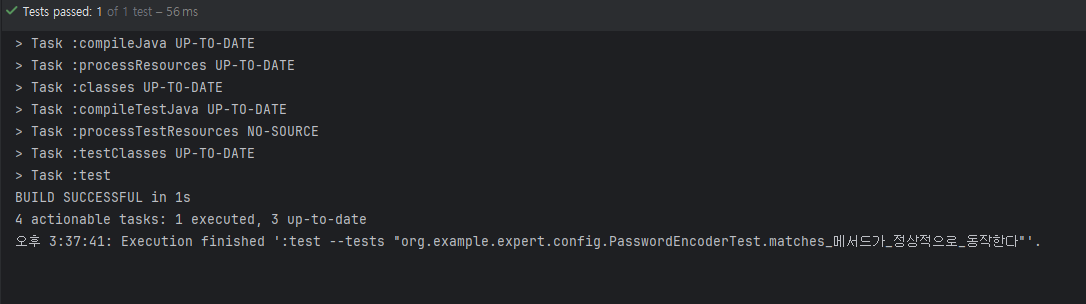 Tests passed: 1 of 1 test – 56 ms
> Task :compileJava UP-TO-DATE
> Task :processResources UP-TO-DATE
> Task :classes UP-TO-DATE
> Task :compileTestJava UP-TO-DATE
> Task :processTestResources NO-SOURCE
> Task :testClasses UP-TO-DATE
> Task :test
BUILD SUCCESSFUL in 1s
4 actionable tasks: 1 executed, 3 up-to-date
오후 3:37:41: Execution finished ':test --tests "org.example.expert.config.PasswordEncoderTest.matches_메서드가_정상적으로_동작한다"'.